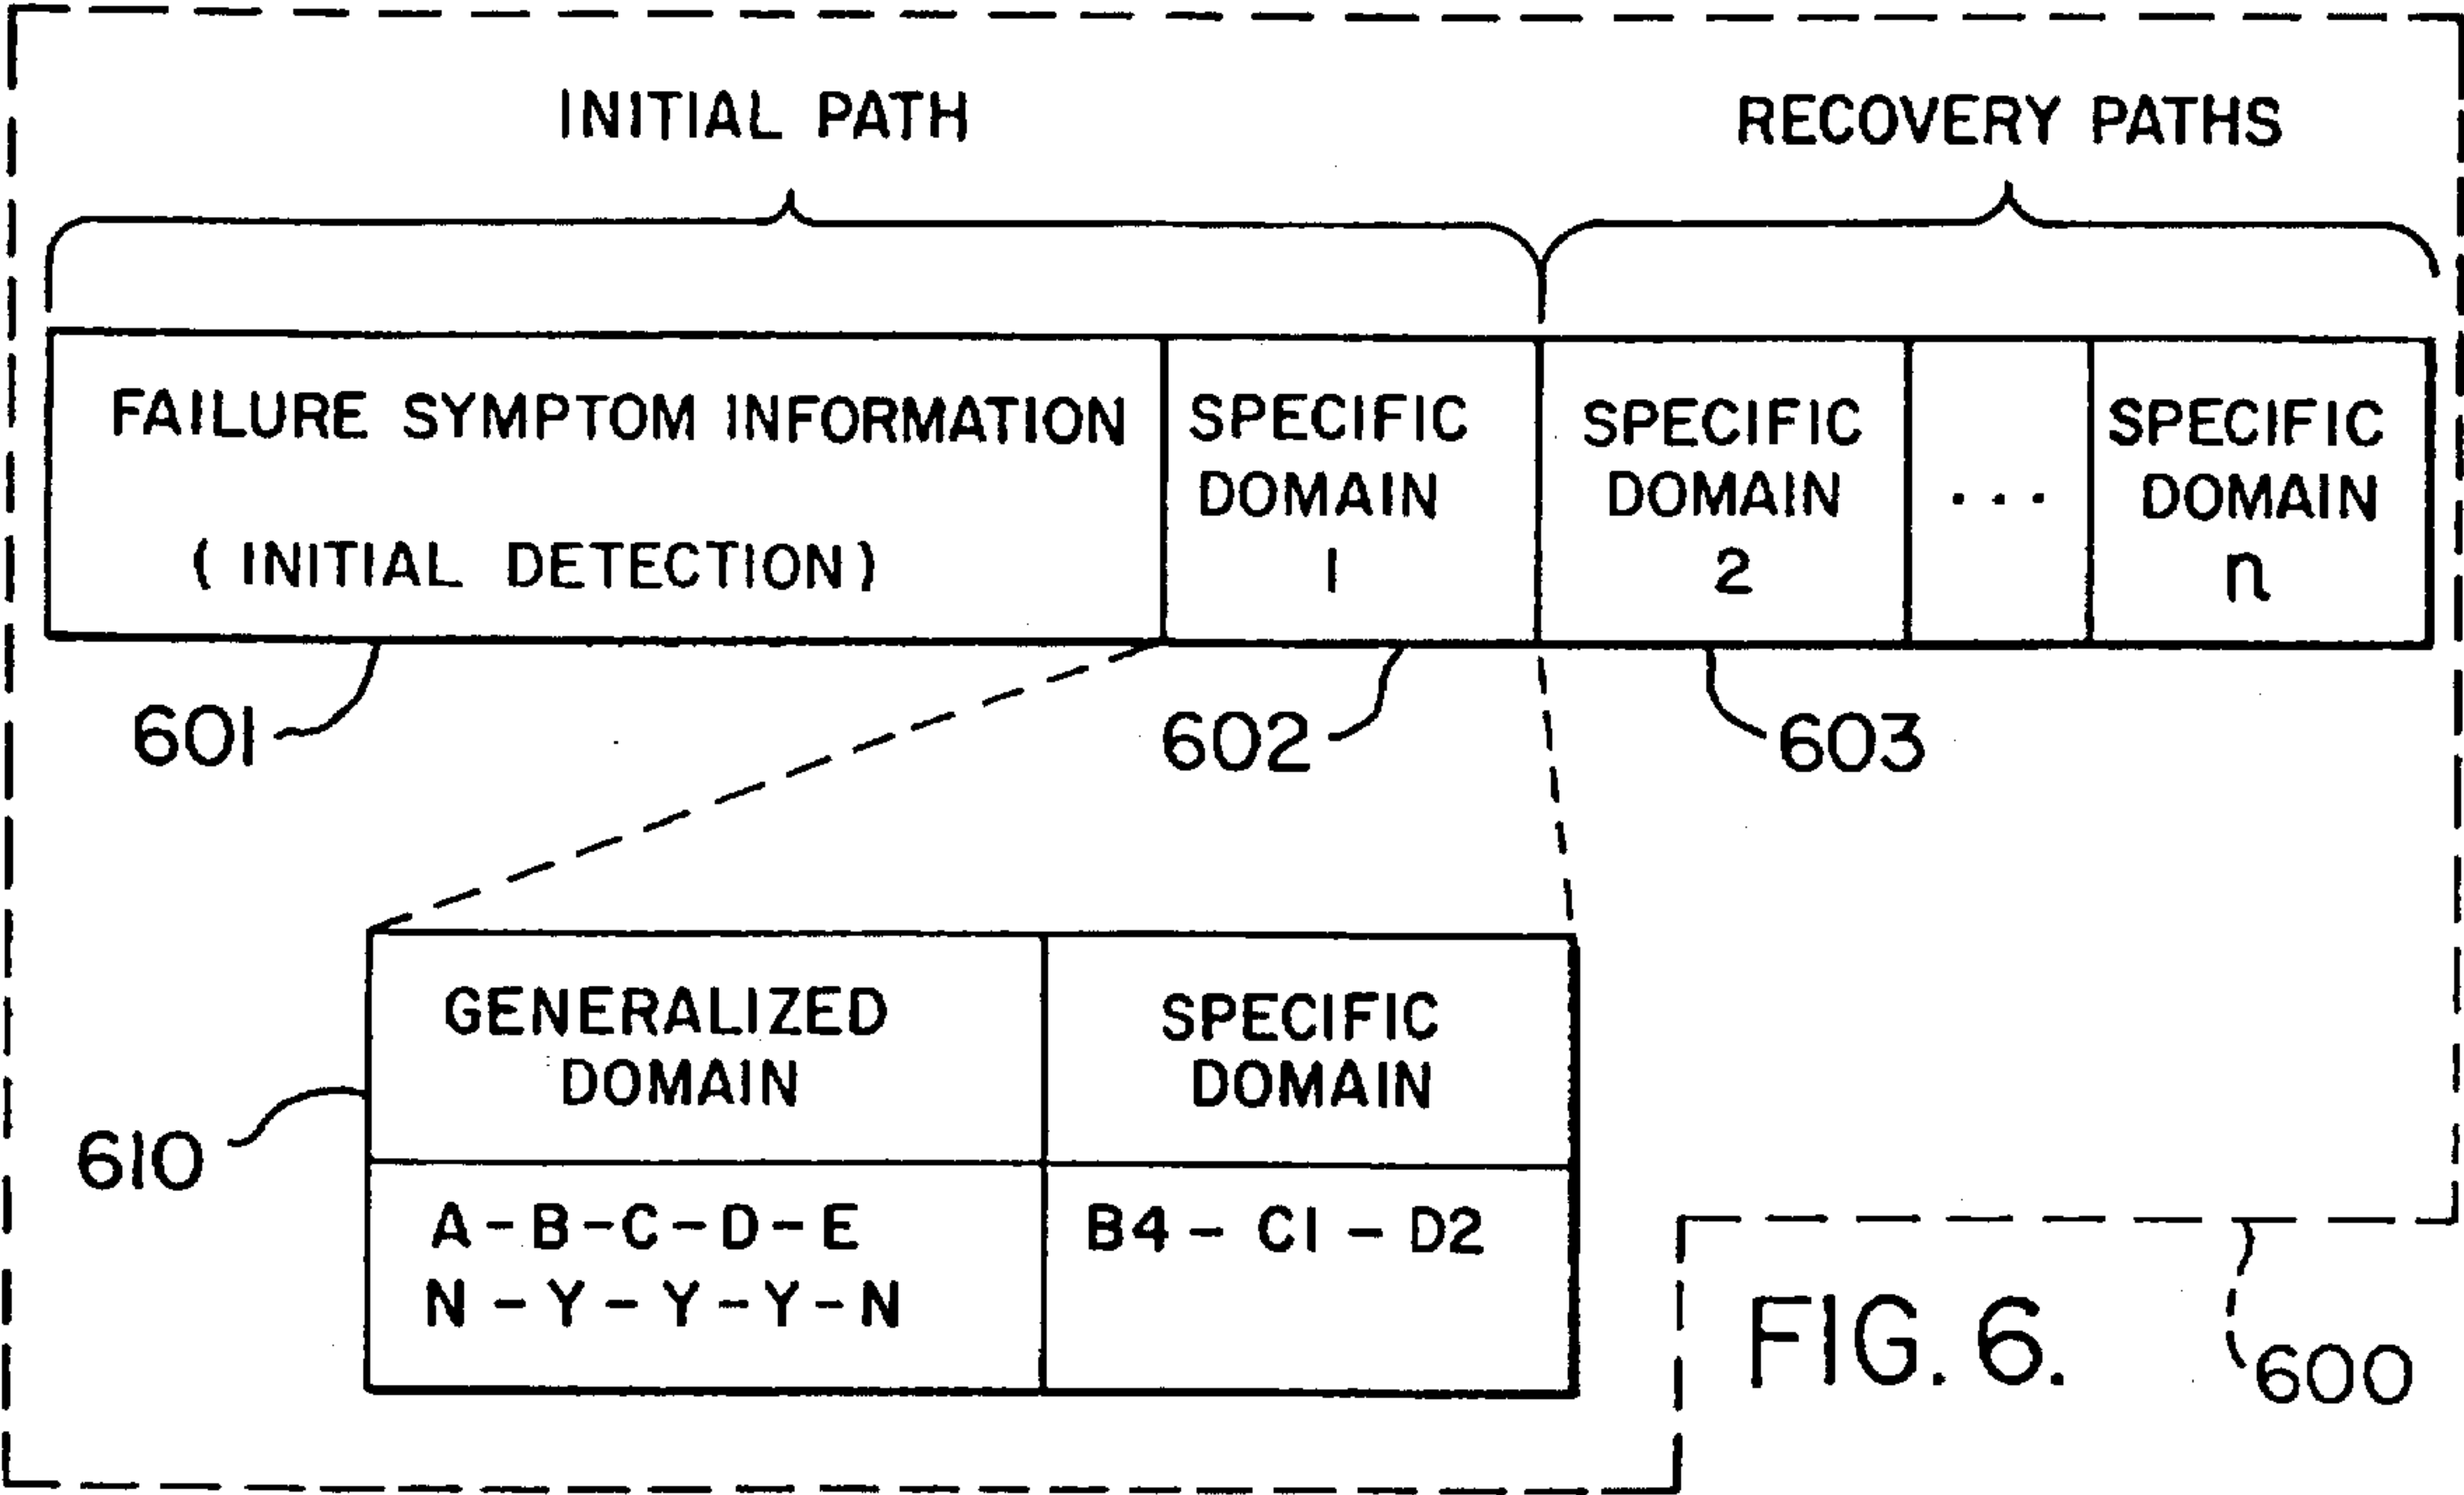 INITIAL PATH
RECOVERY PATHS
FAILURE SYMPTOM INFORMATION
(INITIAL DETECTION)
SPECIFIC
DOMAIN
1
SPECIFIC
DOMAIN
2
...
SPECIFIC
DOMAIN
n
601
602
603
GENERALIZED
DOMAIN
SPECIFIC
DOMAIN
610
A-B-C-D-E
N-Y-Y-Y-N
B4-C1-D2
FIG. 6.
600